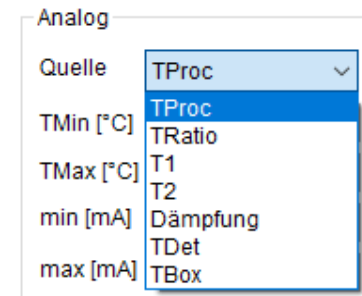 Analog
Quelle TProc
TProc
TMin [°C] TRatio
T1
TMax [°C] T2
min [mA] Dämpfung
TDet
max [mA] TBox